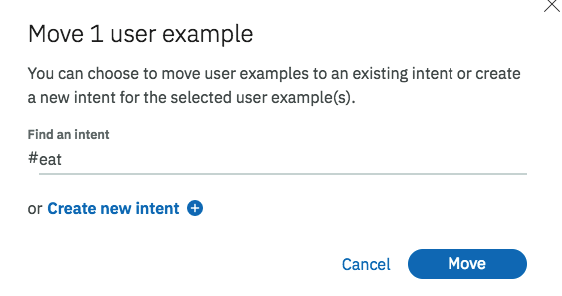 Move 1 user example
You can choose to move user examples to an existing intent or create
a new intent for the selected user example(s).
Find an intent
#eat
or Create new intent
Cancel Move